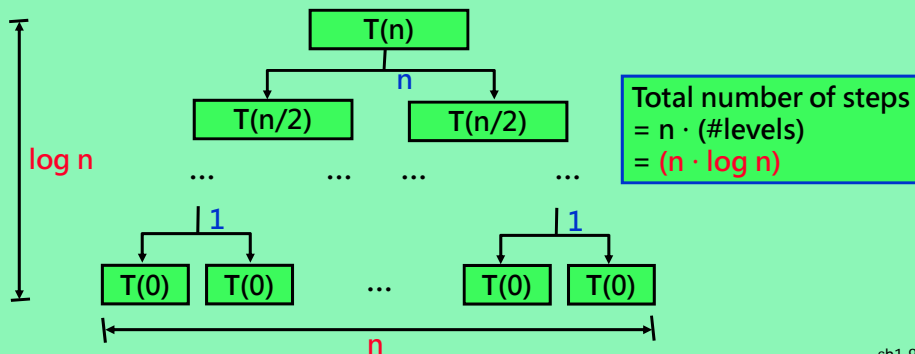 T(n)
n
T(n/2) T(n/2)
Total number of steps
= n · (#levels)
= (n · log n)
log n
... ... ... ...
1 1
T(0) T(0) ... T(0) T(0)
n